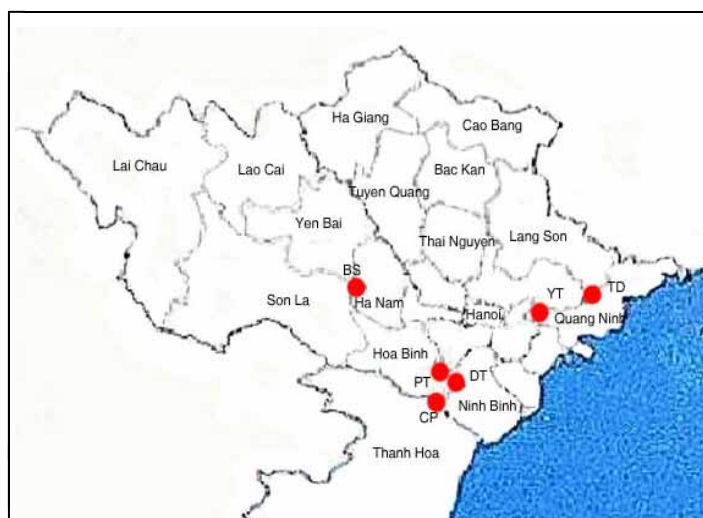 Ha Giang
Cao Bang
Lai Chau
Lao Cai
Bac Kan
Tuyen Quang
Yen Bai
Thai Nguyen
Lang Son
BS
TD
Son La
Ha Nam
YT
Hanoi
Quang Ninh
Hoa Binh
PT
DT
CP
Ninh Binh
Thanh Hoa